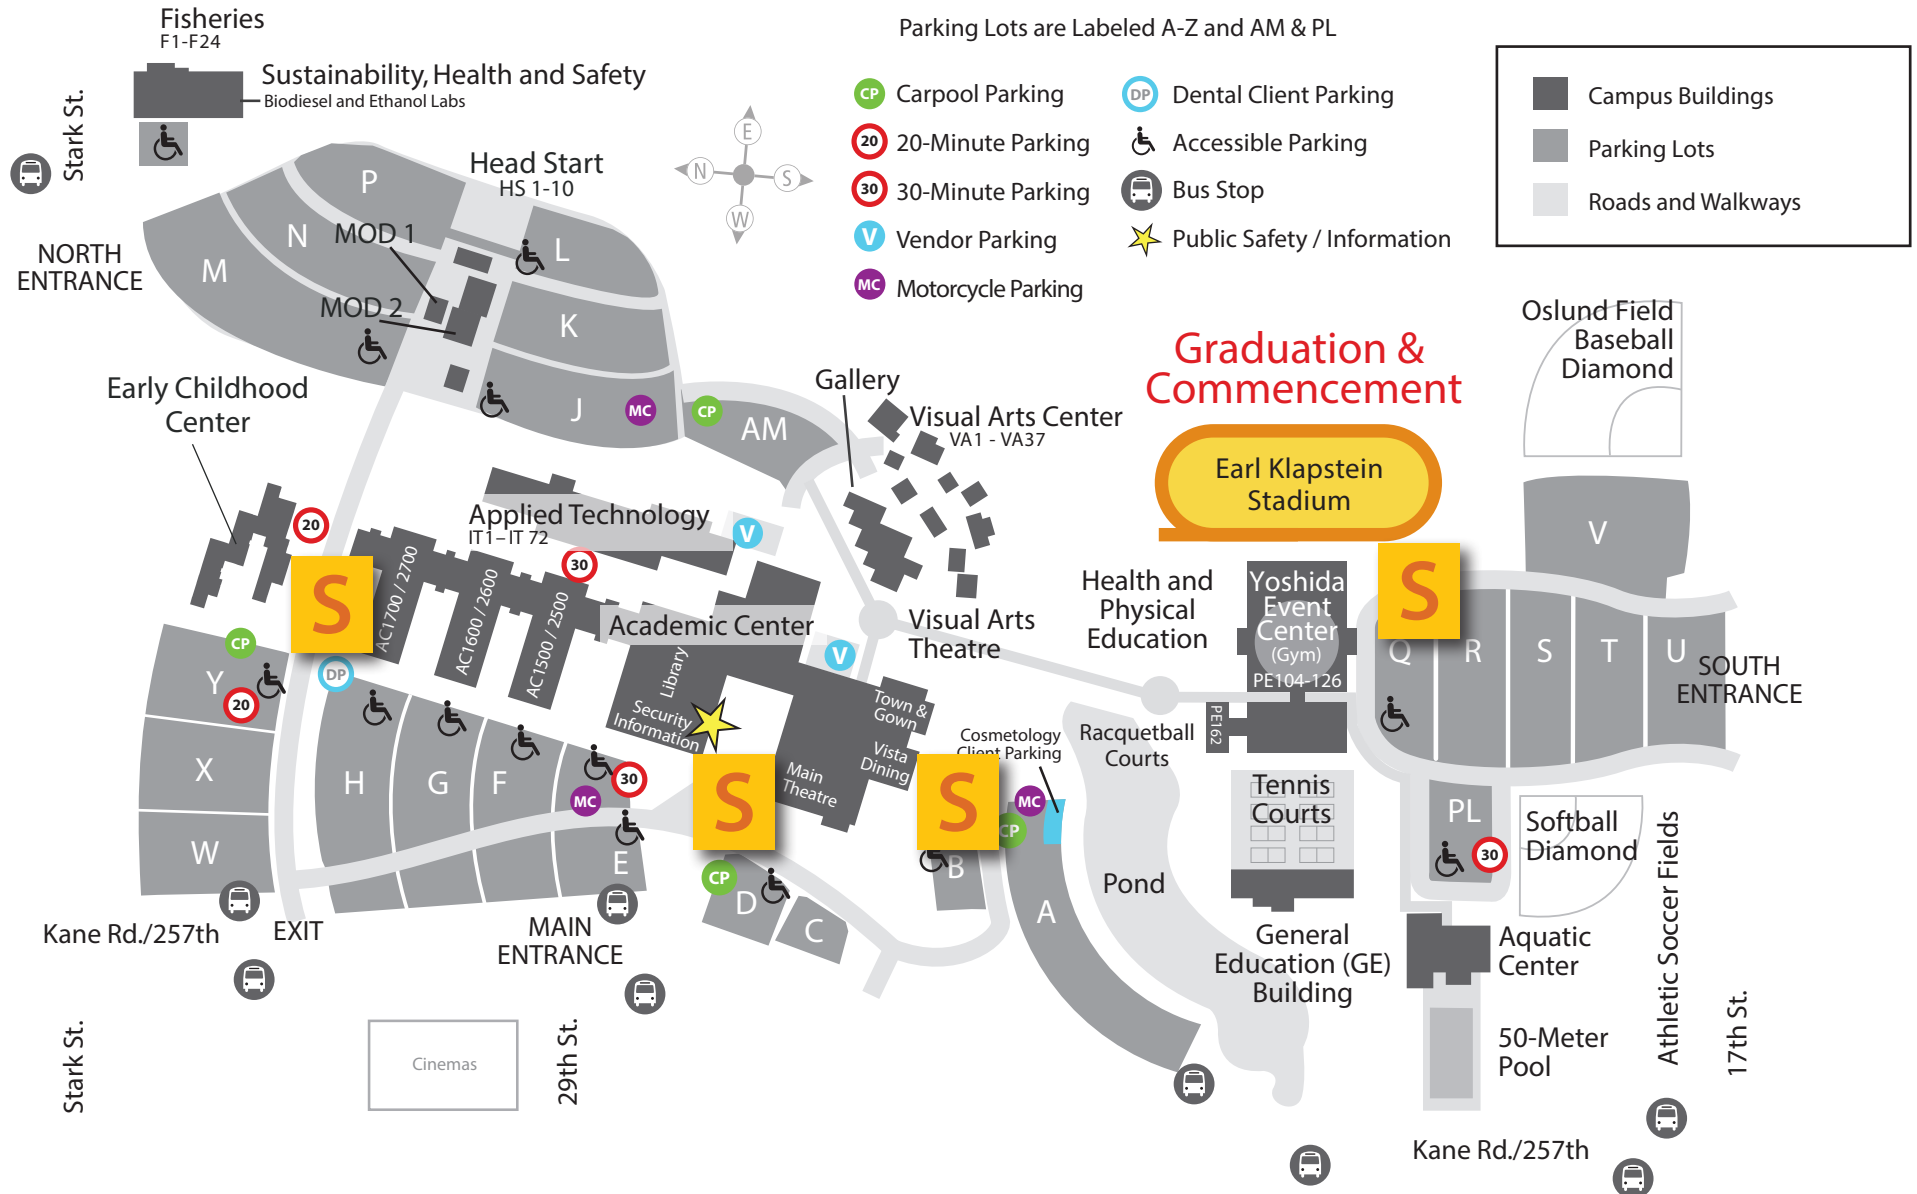 Fisheries
F1-F24
Sustainability, Health and Safety
Biodiesel and Ethanol Labs
Stark St.
Parking Lots are Labeled A-Z and AM & PL
CP Carpool Parking
20 20-Minute Parking
30 30-Minute Parking
V Vendor Parking
MC Motorcycle Parking
DP Dental Client Parking
Accessible Parking
Bus Stop
Public Safety / Information
Campus Buildings
Parking Lots
Roads and Walkways
E
N
S
W
Head Start
HS 1-10
P
N
M
L
K
J
MC
CP
AM
MOD 1
MOD 2
NORTH
ENTRANCE
Early Childhood
Center
20
Gallery
Visual Arts Center
VA1 - VA37
Graduation &
Commencement
Earl Klapstein
Stadium
Oslund Field
Baseball
Diamond
V
Applied Technology
IT1–IT 72
V
30
S
AC1700 / 2700
AC1600 / 2600
AC1500 / 2500
Academic Center
Library
Security
Information
V
Visual Arts
Theatre
Health and
Physical
Education
Yoshida
Event
Center
(Gym)
PE104-126
S
Q
R
S
T
U
SOUTH
ENTRANCE
CP
Y
20
DP
X
W
H
G
F
E
MC
30
S
Main
Theatre
Town &
Gown
Vista
Dining
S
Cosmetology
Client Parking
MC
CP
B
A
CP
D
C
Racquetball
Courts
PE162
Tennis
Courts
Pond
PL
30
Softball
Diamond
General
Education (GE)
Building
Aquatic
Center
50-Meter
Pool
Athletic Soccer Fields
17th St.
Kane Rd./257th
EXIT
MAIN
ENTRANCE
Stark St.
Cinemas
29th St.
Kane Rd./257th